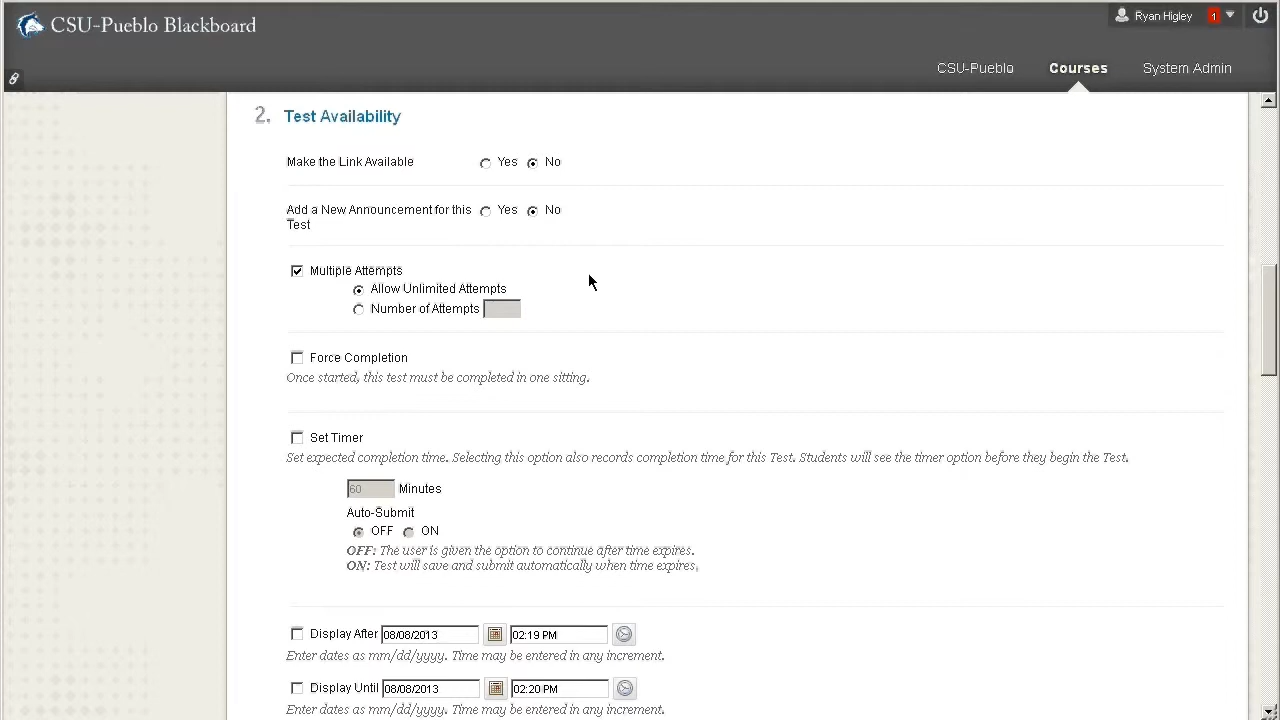 CSU-Pueblo Blackboard
Ryan Higley 1
CSU-Pueblo Courses System Admin
2. Test Availability
Make the Link Available Yes No
Add a New Announcement for this Yes No
Test
Multiple Attempts
Allow Unlimited Attempts
Number of Attempts
Force Completion
Once started, this test must be completed in one sitting.
Set Timer
Set expected completion time. Selecting this option also records completion time for this Test. Students will see the timer option before they begin the Test.
60 Minutes
Auto-Submit
OFF ON
OFF: The user is given the option to continue after time expires.
ON: Test will save and submit automatically when time expires.
Display After 08/08/2013 02:19 PM
Enter dates as mm/dd/yyyy. Time may be entered in any increment.
Display Until 08/08/2013 02:20 PM
Enter dates as mm/dd/yyyy. Time may be entered in any increment.